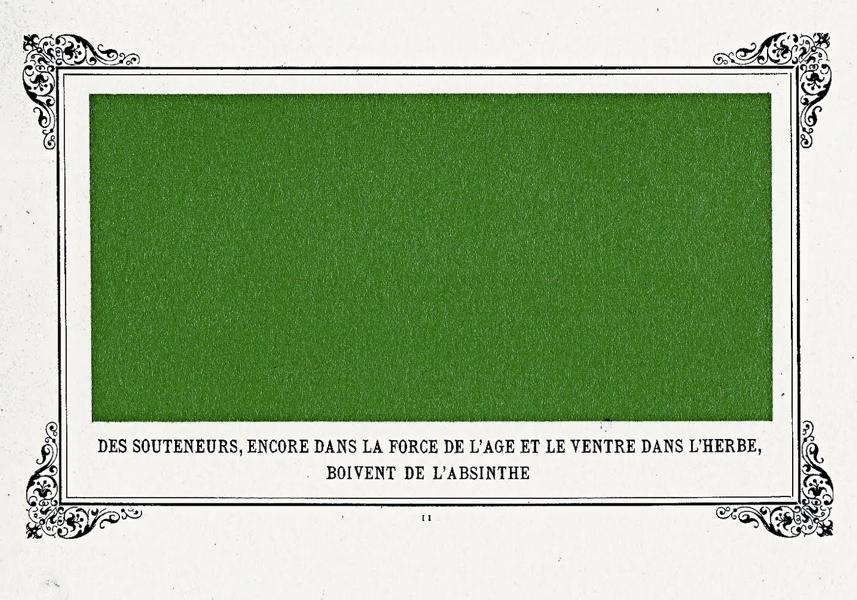 DES SOUTENEURS, ENCORE DANS LA FORCE DE L'AGE ET LE VENTRE DANS L'HERBE,
BOIVENT DE L'ABSINTHE
11